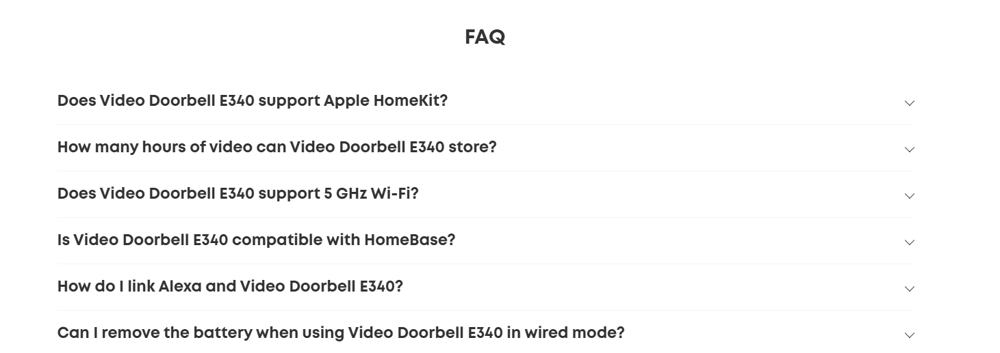 FAQ
Does Video Doorbell E340 support Apple HomeKit?
How many hours of video can Video Doorbell E340 store?
Does Video Doorbell E340 support 5 GHz Wi-Fi?
Is Video Doorbell E340 compatible with HomeBase?
How do I link Alexa and Video Doorbell E340?
Can I remove the battery when using Video Doorbell E340 in wired mode?